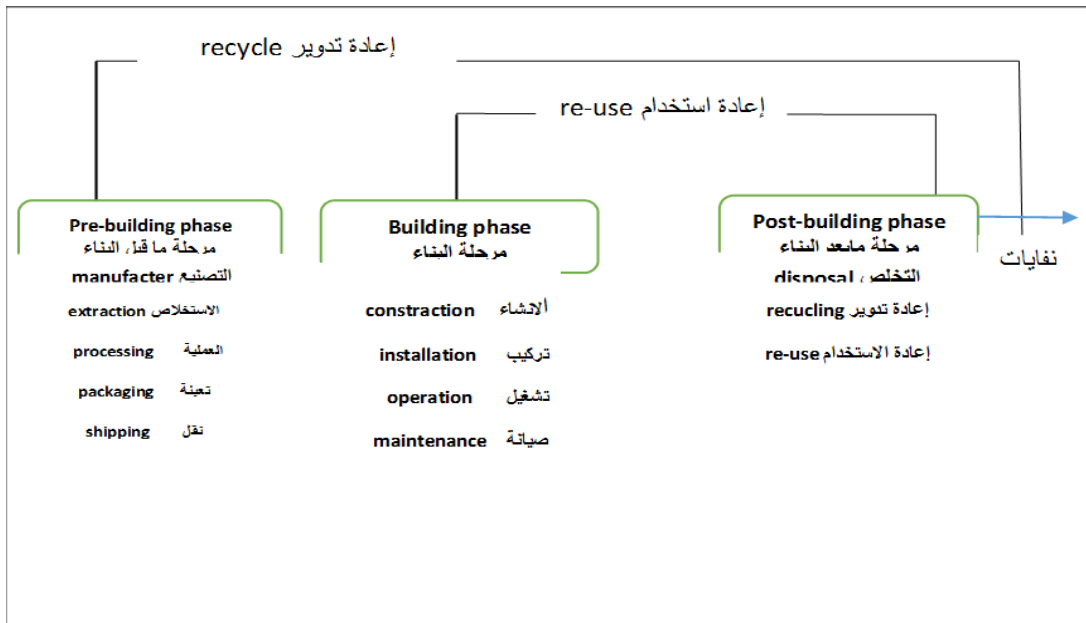 recycle إعادة تدوير
re-use إعادة استخدام
Pre-building phase
مرحلة ما قبل البناء
manufacter التصنيع
extraction الاستخلاص
processing العملية
packaging تعبئة
shipping نقل
Building phase
مرحلة البناء
constraction ألانشاء
installation تركيب
operation تشغيل
maintenance صيانة
Post-building phase
مرحلة مابعد البناء
disposal التخلص
recucling إعادة تدوير
re-use إعادة الاستخدام
نفايات